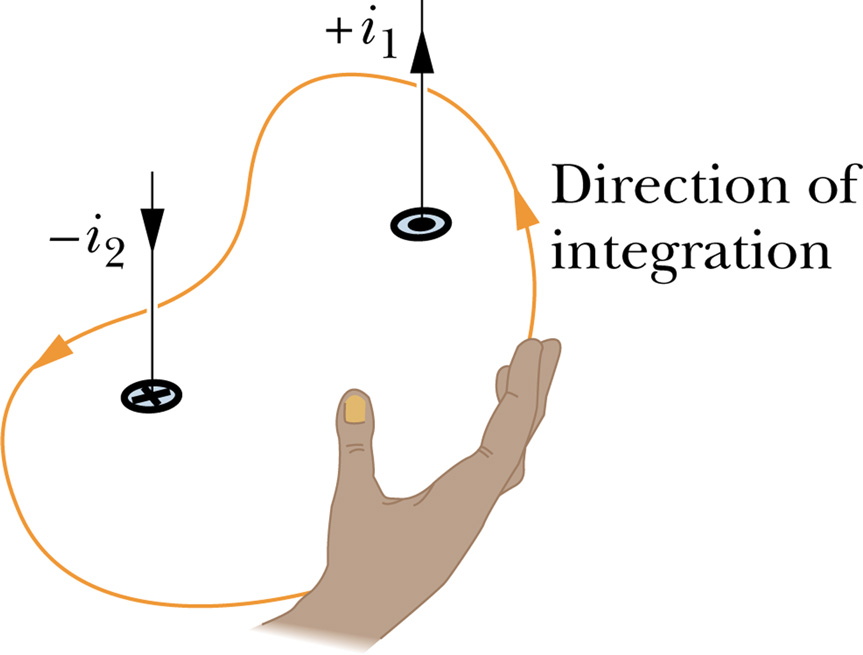 +i₁
Direction of
integration
−i₂